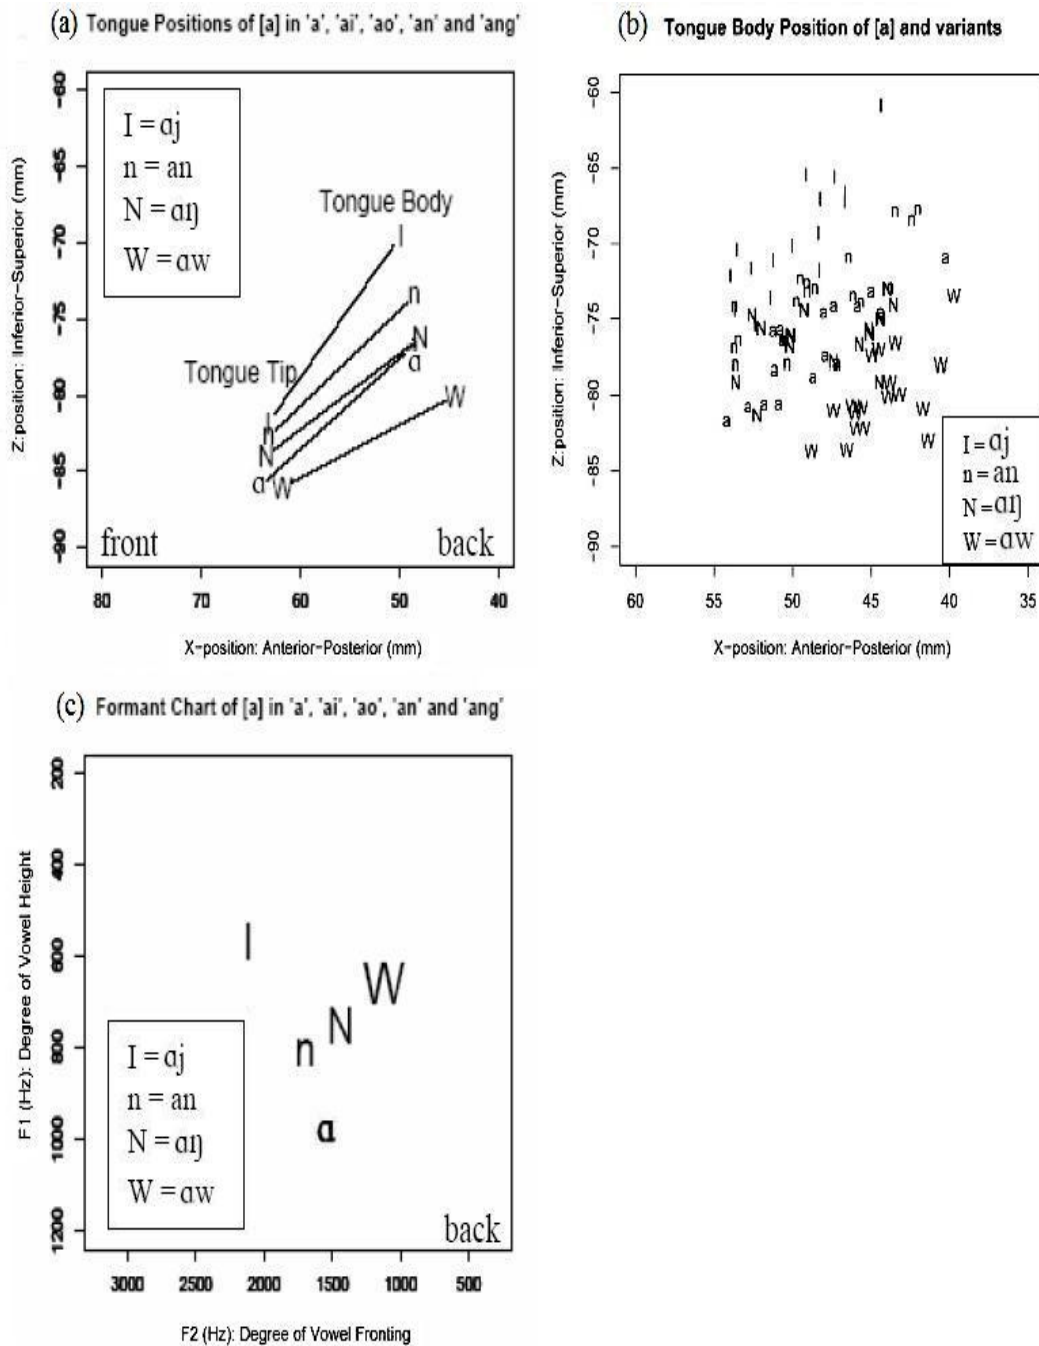 (a) Tongue Positions of [a] in 'a', 'ai', 'ao', 'an' and 'ang'
Z:position: Inferior-Superior (mm)
-60
-65
-70
-75
-80
-85
-90
I = ɑj
n = an
N = ɑŋ
W = ɑw
Tongue Body
I
n
N
a
W
Tongue Tip
I
n
N
a
W
front
back
80
70
60
50
40
X-position: Anterior-Posterior (mm)
(b) Tongue Body Position of [a] and variants
Z:position: Inferior-Superior (mm)
-60
-65
-70
-75
-80
-85
-90
I = ɑj
n = an
N = ɑŋ
W = ɑw
60
55
50
45
40
35
X-position: Anterior-Posterior (mm)
(c) Formant Chart of [a] in 'a', 'ai', 'ao', 'an' and 'ang'
F1 (Hz): Degree of Vowel Height
200
400
600
800
1000
1200
I
W
N
n
ɑ
I = ɑj
n = an
N = ɑŋ
W = ɑw
back
3000
2500
2000
1500
1000
500
F2 (Hz): Degree of Vowel Fronting